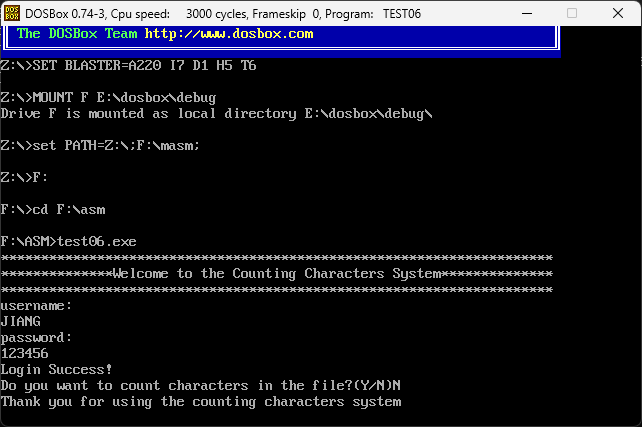 DOSBox 0.74-3, Cpu speed: 3000 cycles, Frameskip 0, Program: TEST06
The DOSBox Team http://www.dosbox.com
Z:\>SET BLASTER=A220 I7 D1 H5 T6
Z:\>MOUNT F E:\dosbox\debug
Drive F is mounted as local directory E:\dosbox\debug\
Z:\>set PATH=Z:\;F:\masm;
Z:\>F:
F:\>cd F:\asm
F:\ASM>test06.exe
*********************************************************************
**************Welcome to the Counting Characters System**************
*********************************************************************
username:
JIANG
password:
123456
Login Success!
Do you want to count characters in the file?(Y/N)N
Thank you for using the counting characters system